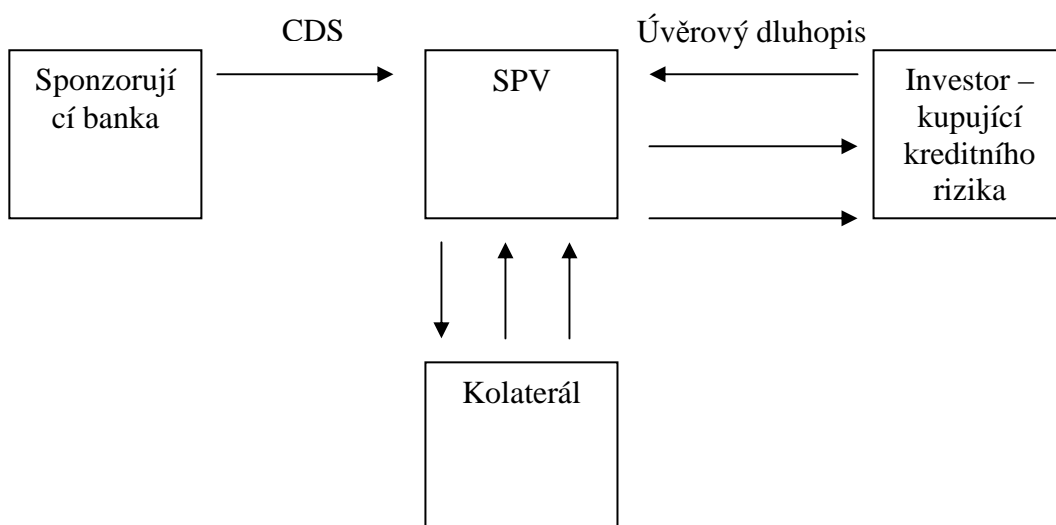 CDS
Úvěrový dluhopis
Sponzorují
cí banka
SPV
Investor –
kupující
kreditního
rizika
Kolaterál